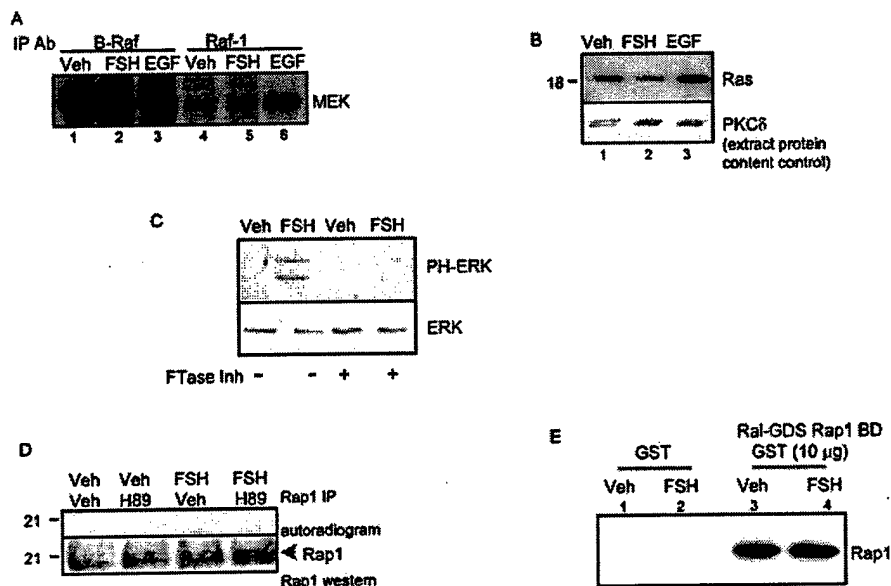 A
IP Ab B-Raf Raf-1
Veh FSH EGF Veh FSH EGF
MEK
1 2 3 4 5 6
B
Veh FSH EGF
18 – Ras
PKCδ
(extract protein
content control)
1 2 3
C
Veh FSH Veh FSH
PH-ERK
ERK
FTase Inh – – + +
D
Veh Veh FSH FSH
Veh H89 Veh H89 Rap1 IP
21 – autoradiogram
21 – Rap1
Rap1 western
E
Ral-GDS Rap1 BD
GST GST (10 µg)
Veh FSH Veh FSH
1 2 3 4
Rap1